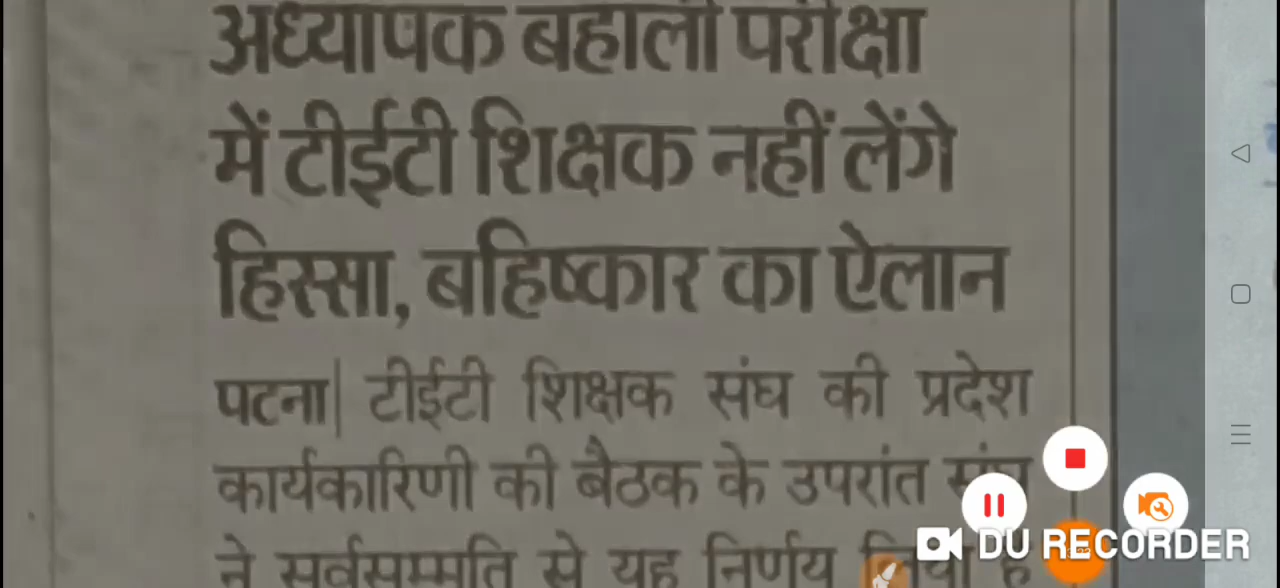 अध्यापक बहाली परीक्षा
में टीईटी शिक्षक नहीं लेंगे
हिस्सा, बहिष्कार का ऐलान
पटना| टीईटी शिक्षक संघ की प्रदेश
कार्यकारिणी की बैठक के उपरांत संघ
ने सर्वसम्मति से यह निर्णय लिया है
DU RECORDER